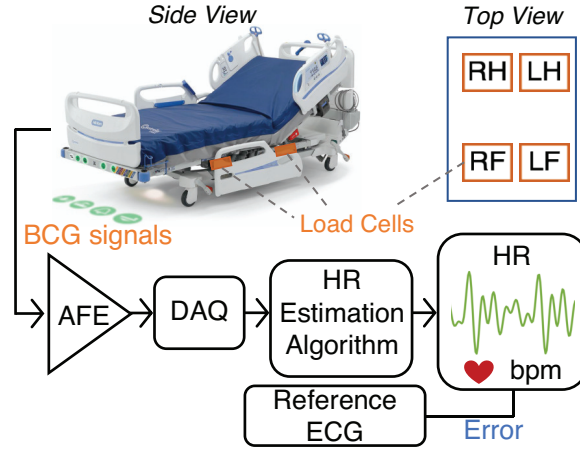 Side View
Top View
RH
LH
RF
LF
Load Cells
BCG signals
AFE
DAQ
HR
Estimation
Algorithm
HR
bpm
Reference
ECG
Error